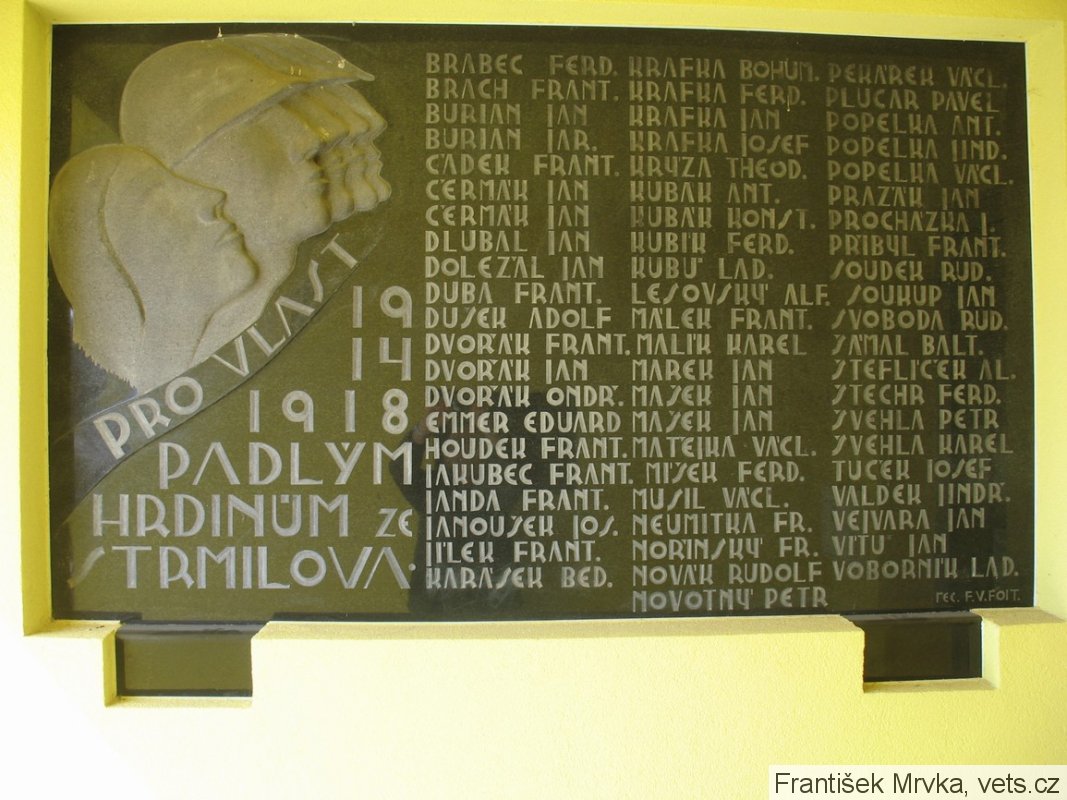 PRO VLAST
19
14
1918
PADLÝM
HRDINŮM ZE
STRMILOVA.
BRABEC FERD.
BRACH FRANT.
BURIAN JAN
BURIAN JAR.
ČÁDEK FRANT.
ČERMÁK JAN
ČERMÁK JAN
DLUBAL JAN
DOLEŽAL JAN
DUBA FRANT.
DUŠEK ADOLF
DVOŘÁK FRANT.
DVOŘÁK JAN
DVOŘÁK ONDŘ.
EMMER EDUARD
HOUDEK FRANT.
JAKUBEC FRANT.
JANDA FRANT.
JANOUŠEK JOS.
JÍLEK FRANT.
KARÁSEK BED.
KRAFKA BOHUM.
KRAFKA FERD.
KRAFKA JAN
KRAFKA JOSEF
KRÝZA THEOD.
KUBÁK ANT.
KUBÁK KONST.
KUBÍK FERD.
KUBŮ LAD.
LESOVSKÝ ALF.
MÁLEK FRANT.
MALÍK KAREL
MAREK JAN
MAŠEK JAN
MAŠEK JAN
MATĚJKA VÁCL.
MÍŠEK FERD.
MUSIL VÁCL.
NEUMITKA FR.
NOŘINSKÝ FR.
NOVÁK RUDOLF
NOVOTNÝ PETR
PEKÁREK VÁCL.
PLUCAR PAVEL
POPELKA ANT.
POPELKA JIND.
POPELKA VÁCL.
PRAŽÁK JAN
PROCHÁZKA J.
PŘIBYL FRANT.
SOUDEK RUD.
SOUKUP JAN
SVOBODA RUD.
ŠAMAL BALT.
ŠTEFLÍČEK AL.
ŠTECHR FERD.
ŠVEHLA PETR
ŠVEHLA KAREL
TUČEK JOSEF
VALDEK JINDŘ.
VEJVARA JAN
VÍTŮ JAN
VOBORNÍK LAD.
F.V.FOIT.
František Mrvka, vets.cz